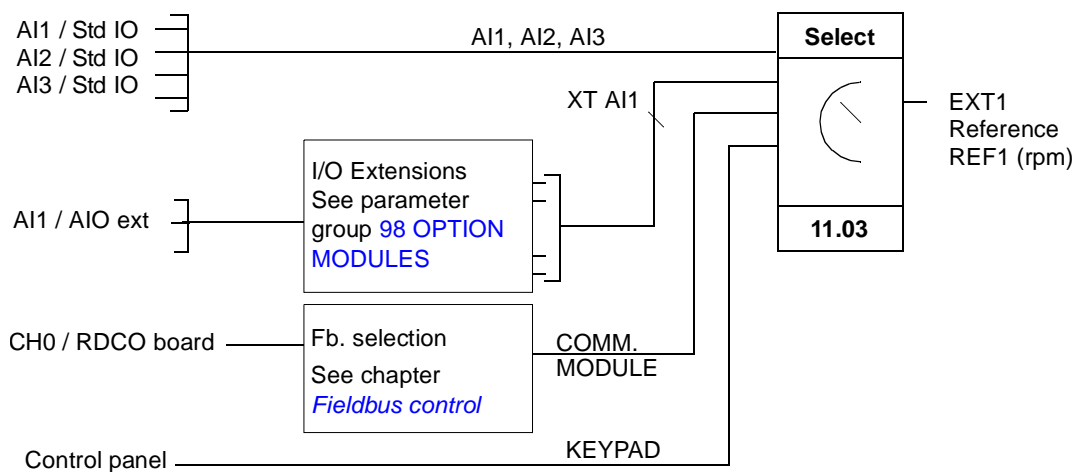 AI1 / Std IO
AI2 / Std IO
AI3 / Std IO
AI1, AI2, AI3
Select
XT AI1
EXT1
Reference
REF1 (rpm)
I/O Extensions
See parameter
group 98 OPTION
MODULES
AI1 / AIO ext
11.03
CH0 / RDCO board
Fb. selection
See chapter
Fieldbus control
COMM.
MODULE
Control panel
KEYPAD